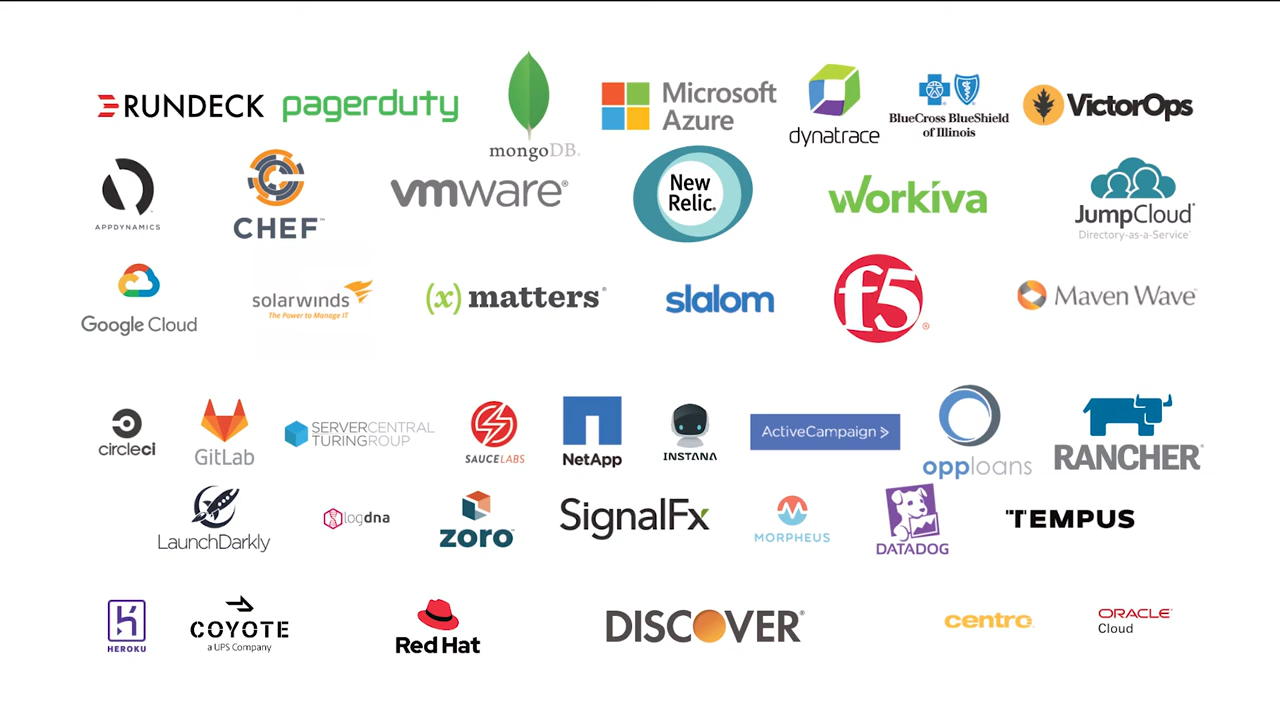 RUNDECK
pagerduty
mongoDB.
Microsoft
Azure
dynatrace
BlueCross BlueShield
of Illinois
VictorOps
APPDYNAMICS
CHEF™
vmware®
New
Relic.
workiva
JumpCloud®
Directory-as-a-Service®
Google Cloud
solarwinds
The Power to Manage IT
(x) matters®
slalom
f5®
Maven Wave™
circleci
GitLab
SERVERCENTRAL
TURINGROUP
SAUCELABS
NetApp
INSTANA
ActiveCampaign >
opploans
RANCHER®
LaunchDarkly
logdna
zoro™
SignalFx
MORPHEUS
DATADOG
TEMPUS
HEROKU
COYOTE
a UPS Company
Red Hat
DISCOVER®
centro.
ORACLE®
Cloud